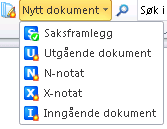 Nytt dokument Søk i
Saksframlegg
Utgående dokument
N-notat
X-notat
Inngående dokument